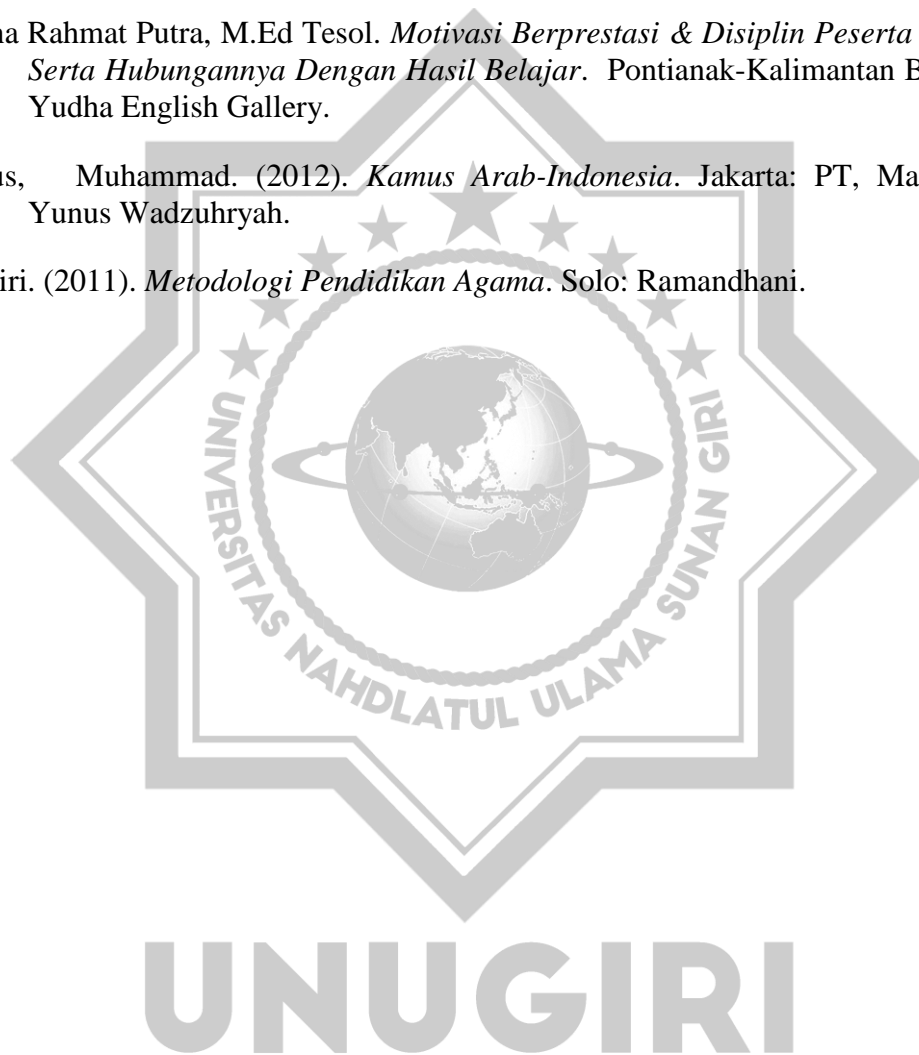 na Rahmat Putra, M.Ed Tesol. Motivasi Berprestasi & Disiplin Peserta
Serta Hubungannya Dengan Hasil Belajar. Pontianak-Kalimantan B
Yudha English Gallery.
us, Muhammad. (2012). Kamus Arab-Indonesia. Jakarta: PT, Ma
Yunus Wadzuhryah.
iri. (2011). Metodologi Pendidikan Agama. Solo: Ramandhani.
UNIVERSITAS NAHDLATUL ULAMA SUNAN GIRI
UNUGIRI